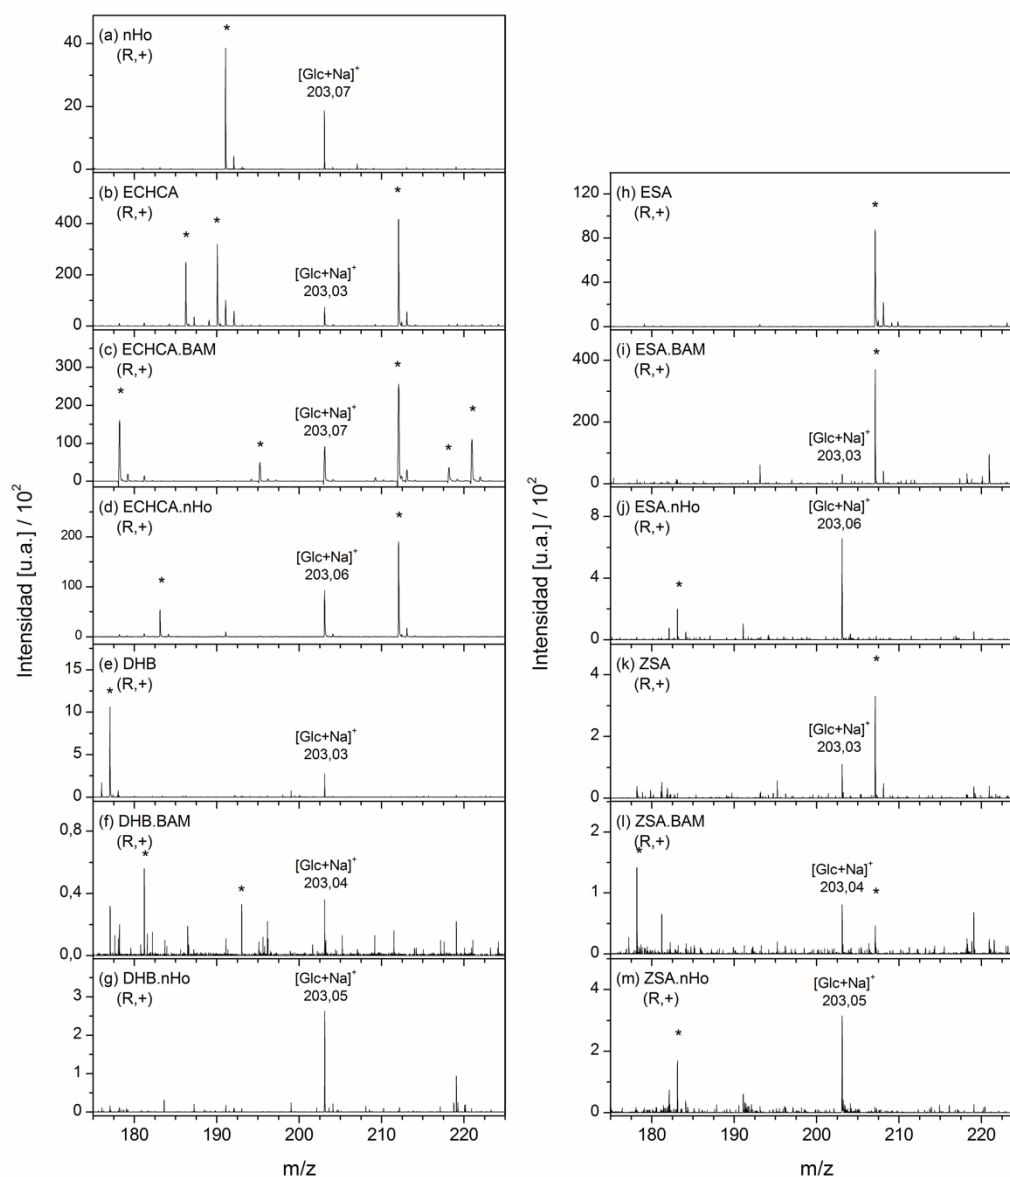 Intensidad [u.a.] / 10²
(a) nHo
(R,+)
*
[Glc+Na]⁺
203,07
40
20
0
(b) ECHCA
(R,+)
*
*
*
[Glc+Na]⁺
203,03
400
200
0
(c) ECHCA.BAM
(R,+)
*
*
*
*
*
[Glc+Na]⁺
203,07
300
200
100
0
(d) ECHCA.nHo
(R,+)
*
*
[Glc+Na]⁺
203,06
200
100
0
(e) DHB
(R,+)
*
[Glc+Na]⁺
203,03
15
10
5
0
(f) DHB.BAM
(R,+)
*
*
[Glc+Na]⁺
203,04
0,8
0,4
0,0
(g) DHB.nHo
(R,+)
[Glc+Na]⁺
203,05
3
2
1
0
180 190 200 210 220
m/z
Intensidad [u.a.] / 10²
(h) ESA
(R,+)
*
120
80
40
0
(i) ESA.BAM
(R,+)
*
[Glc+Na]⁺
203,03
400
200
0
(j) ESA.nHo
(R,+)
*
[Glc+Na]⁺
203,06
8
4
2
0
(k) ZSA
(R,+)
*
[Glc+Na]⁺
203,03
4
2
0
(l) ZSA.BAM
(R,+)
*
*
[Glc+Na]⁺
203,04
2
1
0
(m) ZSA.nHo
(R,+)
*
[Glc+Na]⁺
203,05
4
2
0
180 190 200 210 220
m/z